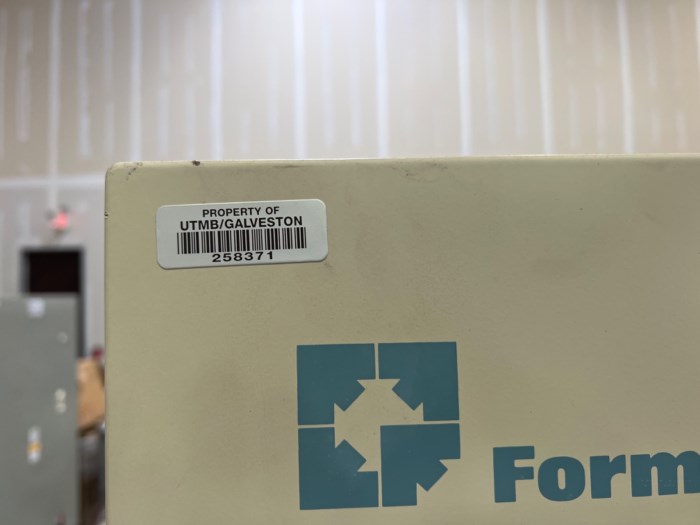 PROPERTY OF
UTMB/GALVESTON
258371
Form